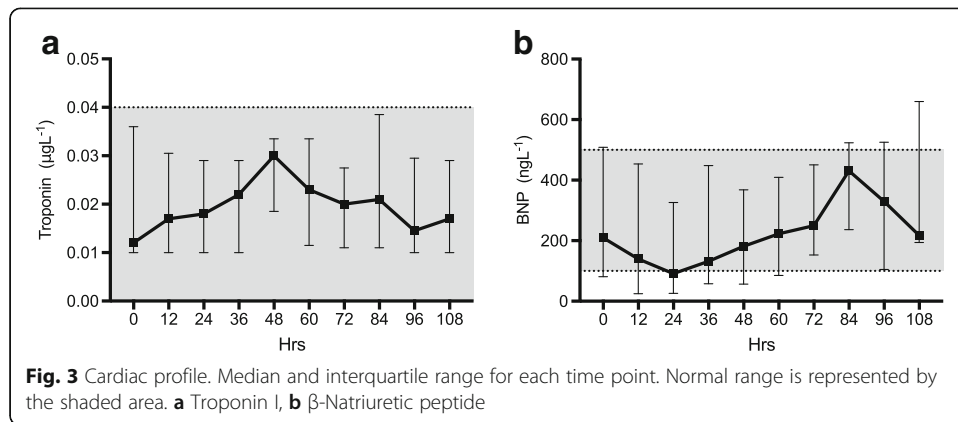 a
b
0.05
0.04
0.03
0.02
0.01
0.00
Troponin (µgL⁻¹)
0 12 24 36 48 60 72 84 96 108
Hrs
800
600
400
200
0
BNP (ngL⁻¹)
0 12 24 36 48 60 72 84 96 108
Hrs
Fig. 3 Cardiac profile. Median and interquartile range for each time point. Normal range is represented by
the shaded area. a Troponin I, b β-Natriuretic peptide